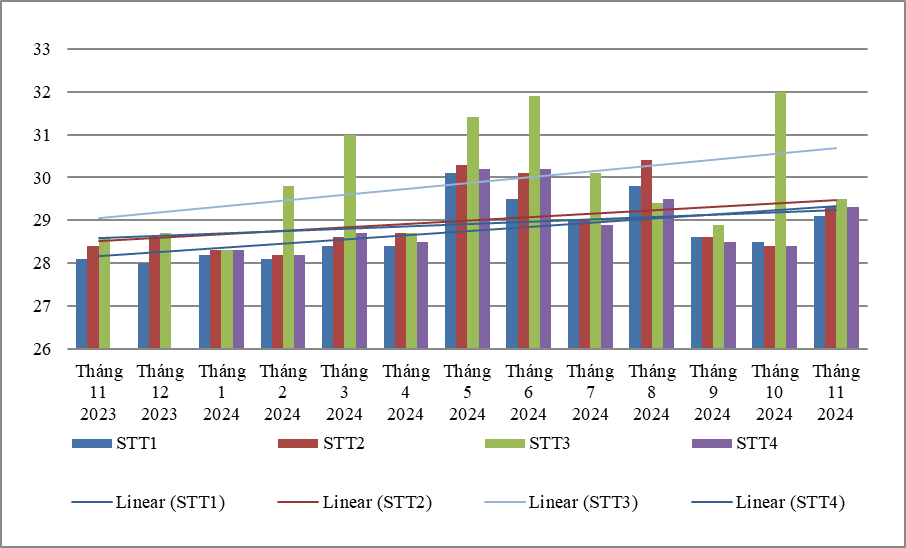 33
32
31
30
29
28
27
26
Tháng Tháng Tháng Tháng Tháng Tháng Tháng Tháng Tháng Tháng Tháng Tháng Tháng
11 12 1 2 3 4 5 6 7 8 9 10 11
2023 2023 2024 2024 2024 2024 2024 2024 2024 2024 2024 2024 2024
STT1 STT2 STT3 STT4
Linear (STT1) Linear (STT2) Linear (STT3) Linear (STT4)